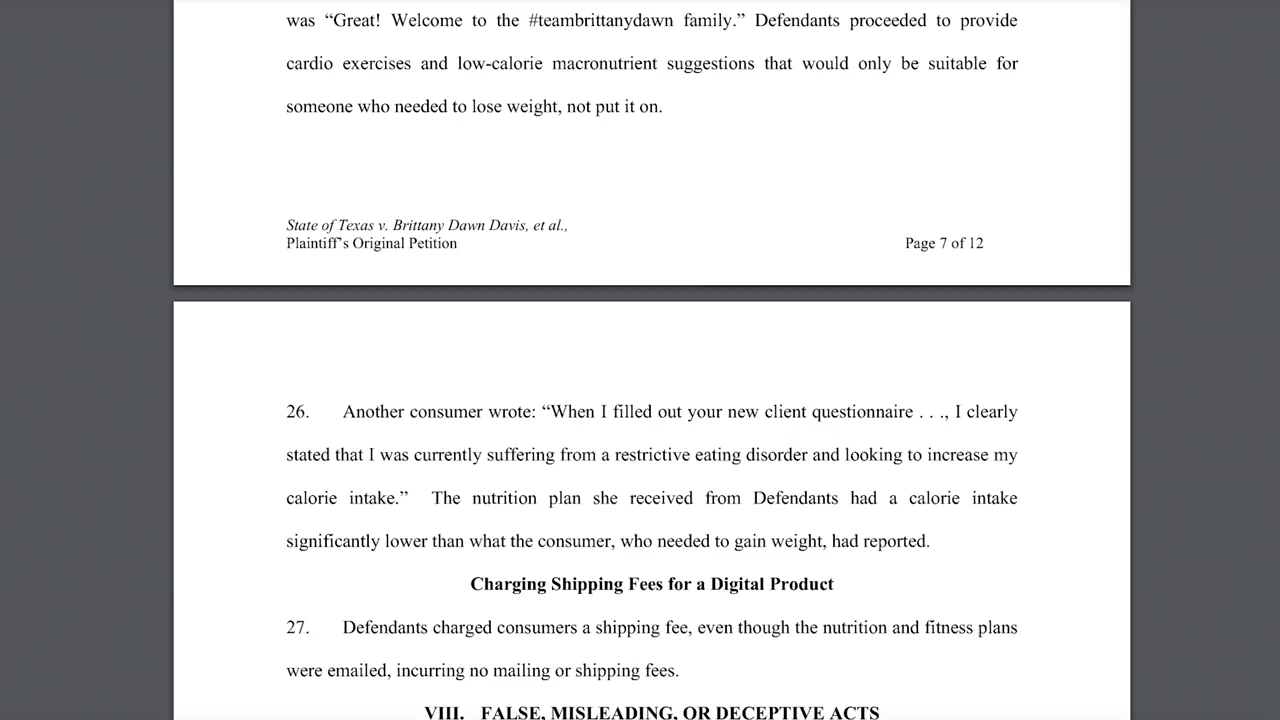 was “Great! Welcome to the #teambrittanydawn family.” Defendants proceeded to provide
cardio exercises and low-calorie macronutrient suggestions that would only be suitable for
someone who needed to lose weight, not put it on.
State of Texas v. Brittany Dawn Davis, et al.,
Plaintiff’s Original Petition
Page 7 of 12
26. Another consumer wrote: “When I filled out your new client questionnaire . . ., I clearly
stated that I was currently suffering from a restrictive eating disorder and looking to increase my
calorie intake.” The nutrition plan she received from Defendants had a calorie intake
significantly lower than what the consumer, who needed to gain weight, had reported.
Charging Shipping Fees for a Digital Product
27. Defendants charged consumers a shipping fee, even though the nutrition and fitness plans
were emailed, incurring no mailing or shipping fees.
VIII. FALSE, MISLEADING, OR DECEPTIVE ACTS